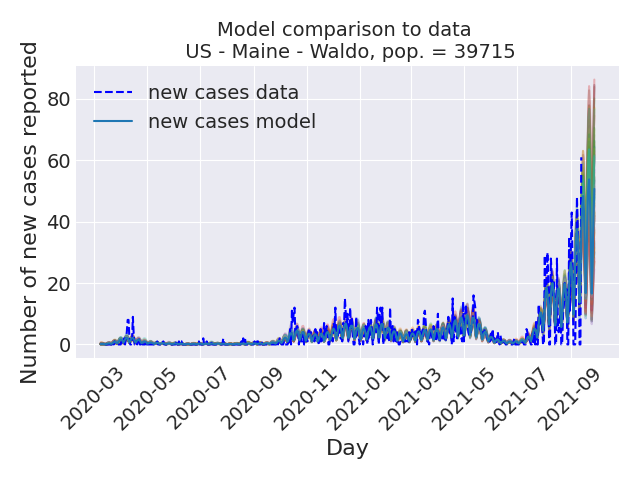 Model comparison to data
US - Maine - Waldo, pop. = 39715
new cases data
new cases model
Number of new cases reported
80
60
40
20
0
2020-03
2020-05
2020-07
2020-09
2020-11
2021-01
2021-03
2021-05
2021-07
2021-09
Day